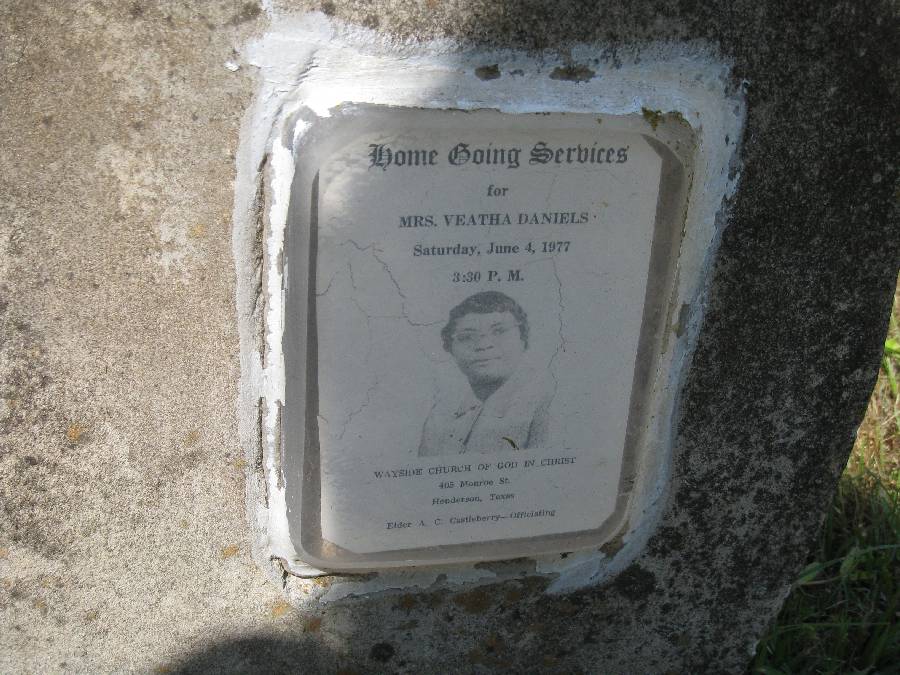 Home Going Services
for
MRS. VEATHA DANIELS
Saturday, June 4, 1977
3:30 P. M.
WAYSIDE CHURCH OF GOD IN CHRIST
405 Monroe St.
Henderson, Texas
Elder A. C. Castleberry—Officiating